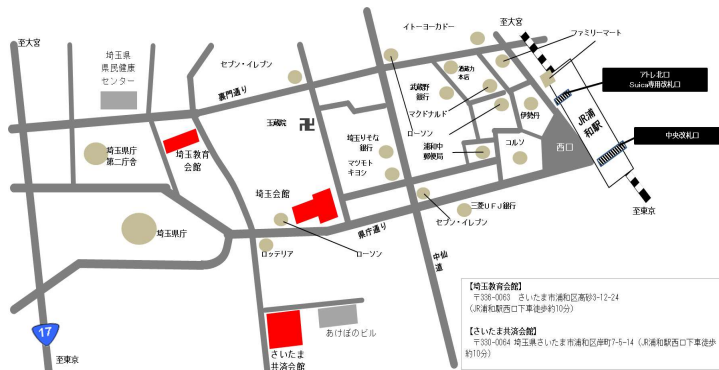 至大宮
至大宮
イトーヨーカドー
ファミリーマート
埼玉県
県民健康
センター
セブン・イレブン
酒蔵力
本店
武蔵野
銀行
アトレ北口
Suica専用改札口
裏門通り
マクドナルド
伊勢丹
JR浦和駅
玉蔵院
卍
ローソン
埼玉りそな
銀行
中央改札口
埼玉県庁
第二庁舎
埼玉教育
会館
浦和中
郵便局
コルソ
西口
マツモト
キヨシ
埼玉会館
三菱UFJ銀行
至東京
セブン・イレブン
埼玉県庁
県庁通り
ロッテリア
ローソン
中仙道
【埼玉教育会館】
〒336-0063 さいたま市浦和区高砂3-12-24
(JR浦和駅西口下車徒歩約10分)
17
あけぼのビル
【さいたま共済会館】
〒330-0064 埼玉県さいたま市浦和区岸町7-5-14 (JR浦和駅西口下車徒歩
約10分)
至東京
さいたま
共済会館